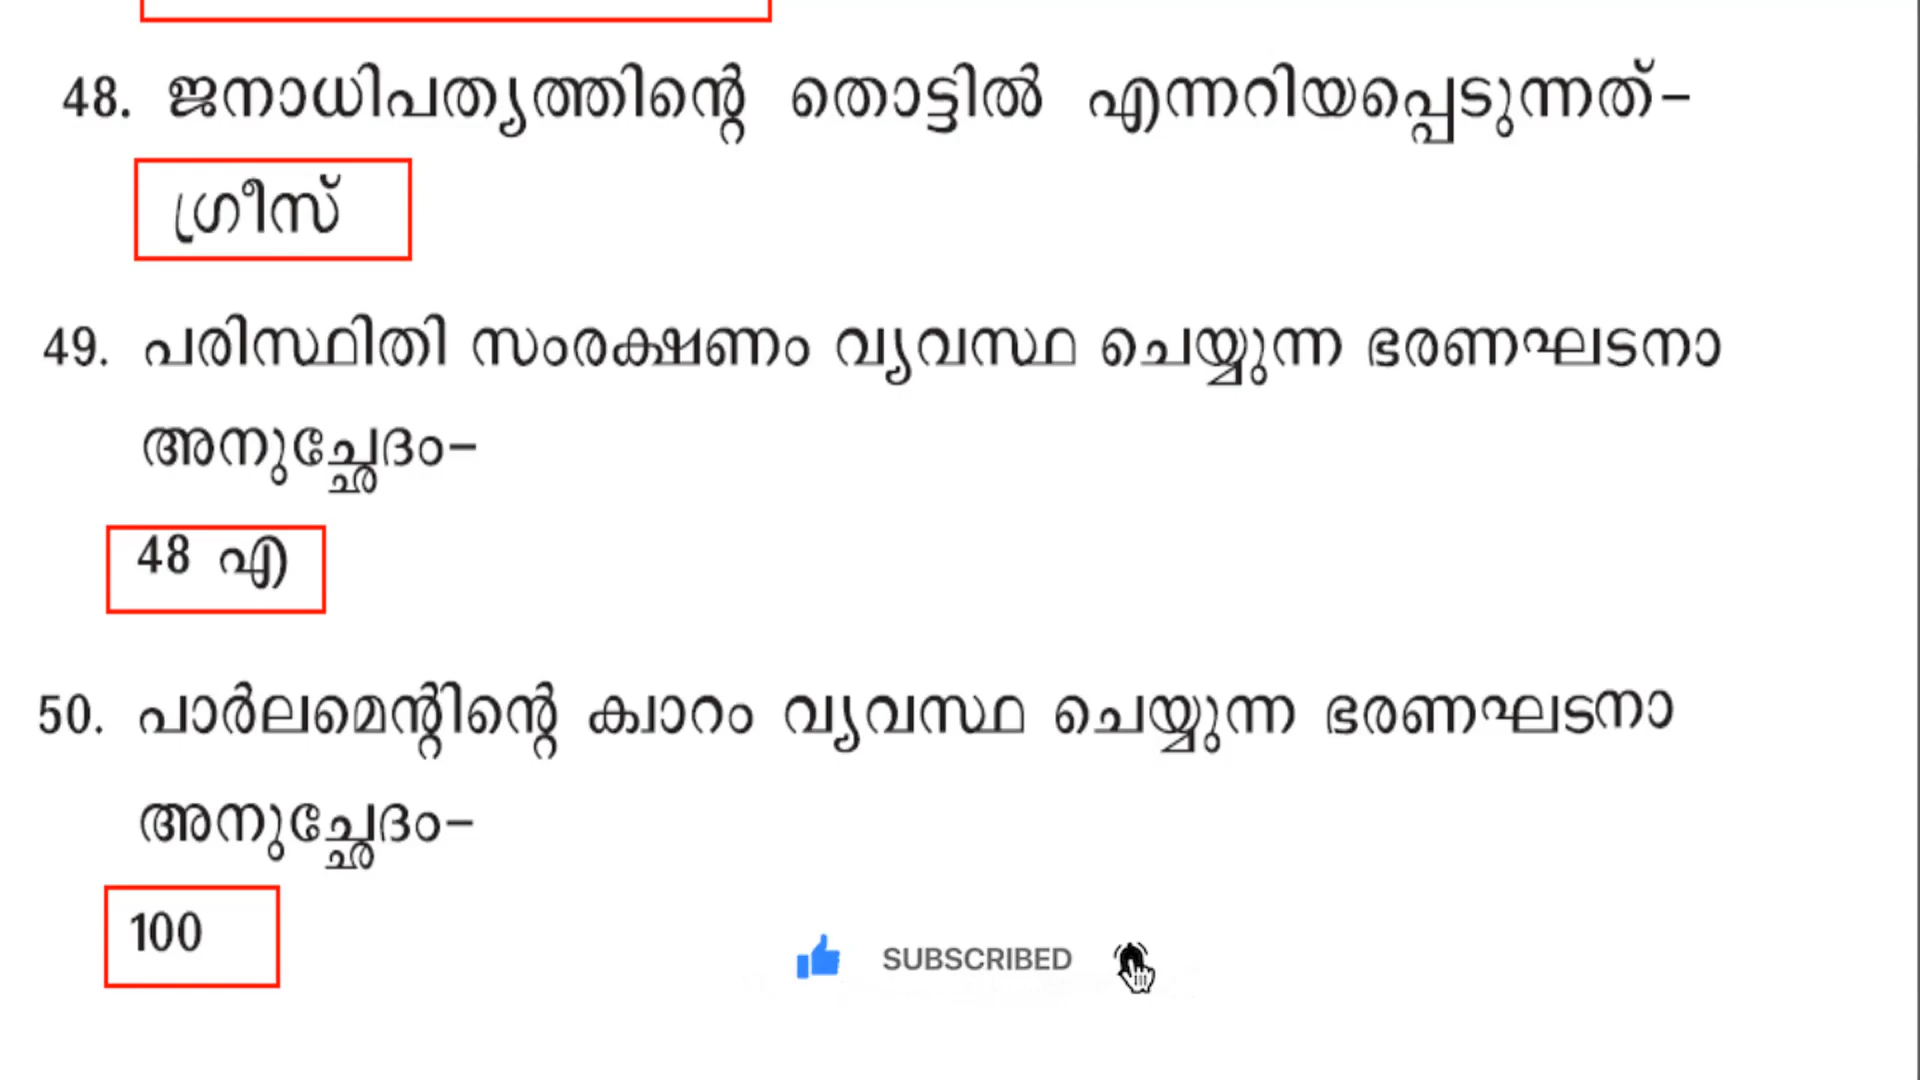 48. ജനാധിപത്യത്തിന്റെ തൊട്ടിൽ എന്നറിയപ്പെടുന്നത്-
ഗ്രീസ്
49. പരിസ്ഥിതി സംരക്ഷണം വ്യവസ്ഥ ചെയ്യുന്ന ഭരണഘടനാ
അനുച്ഛേദം-
48 എ
50. പാർലമെന്റിന്റെ ക്വാറം വ്യവസ്ഥ ചെയ്യുന്ന ഭരണഘടനാ
അനുച്ഛേദം-
100
SUBSCRIBED